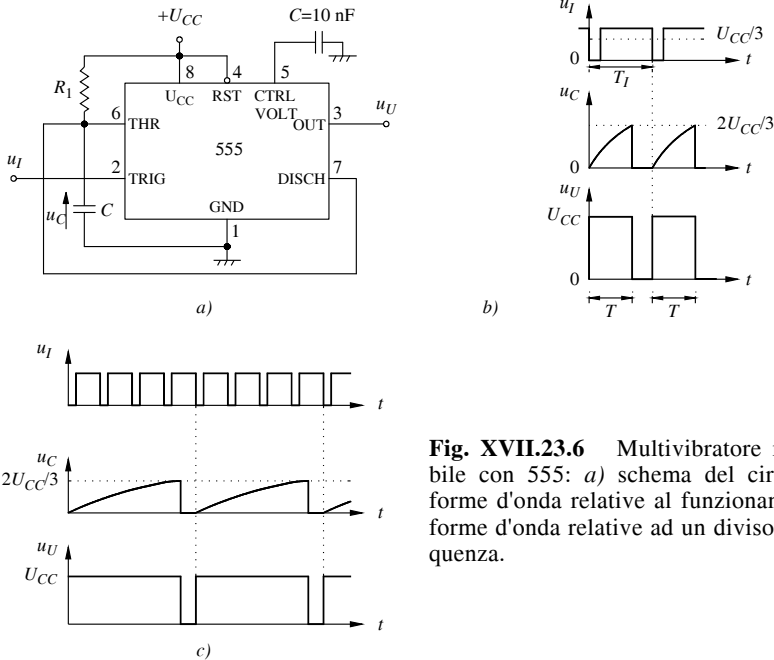 +U_CC
C=10 nF
R_1
8
4
5
U_CC
RST
CTRL
VOLT
6
THR
OUT
3
u_U
555
u_I
2
TRIG
DISCH
7
u_C
C
GND
1
a)
u_I
U_CC/3
0
t
T_I
u_C
2U_CC/3
0
t
u_U
U_CC
0
t
T
T
b)
u_I
t
u_C
2U_CC/3
t
u_U
U_CC
t
c)
Fig. XVII.23.6 Multivibratore
bile con 555: a) schema del cir
forme d'onda relative al funzionar
forme d'onda relative ad un diviso
quenza.